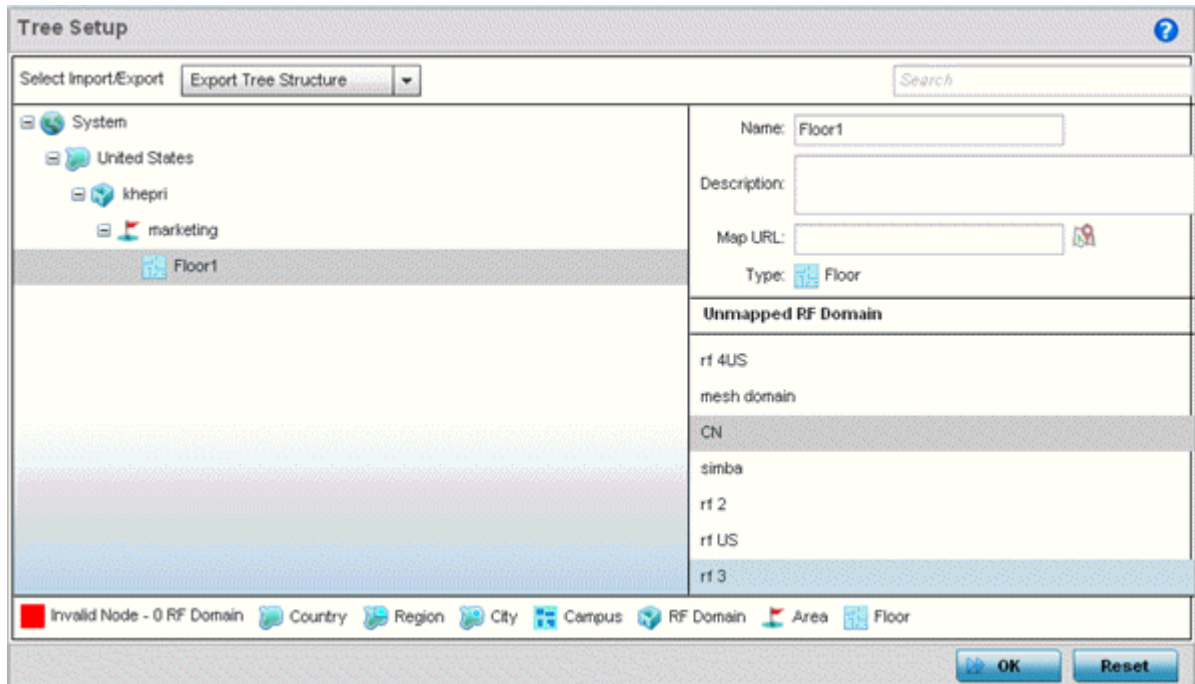 Tree Setup
Select Import/Export Export Tree Structure Search
System
United States
khepri
marketing
Floor1
Name: Floor1
Description:
Map URL:
Type: Floor
Unmapped RF Domain
rf 4US
mesh domain
CN
simba
rf 2
rf US
rf 3
Invalid Node - 0 RF Domain Country Region City Campus RF Domain Area Floor
OK Reset